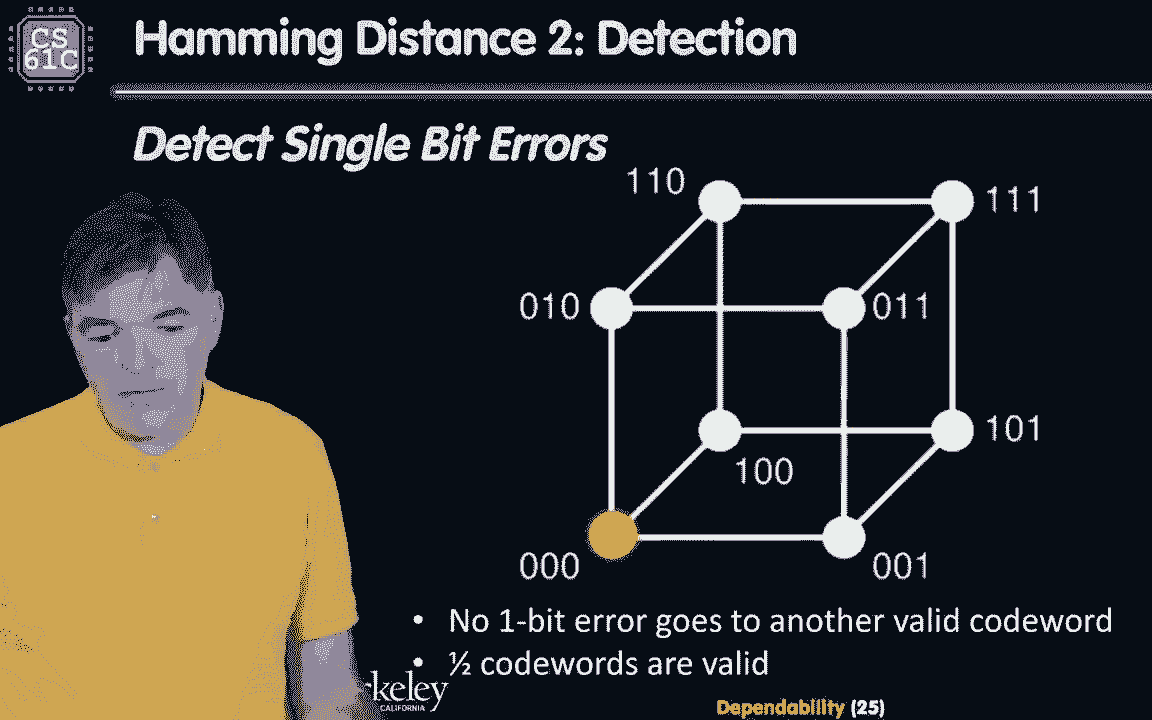 CS
61C
Hamming Distance 2: Detection
Detect Single Bit Errors
110
111
010
011
101
100
000
001
• No 1-bit error goes to another valid codeword
• ½ codewords are valid
keley
CALIFORNIA
Dependability (25)